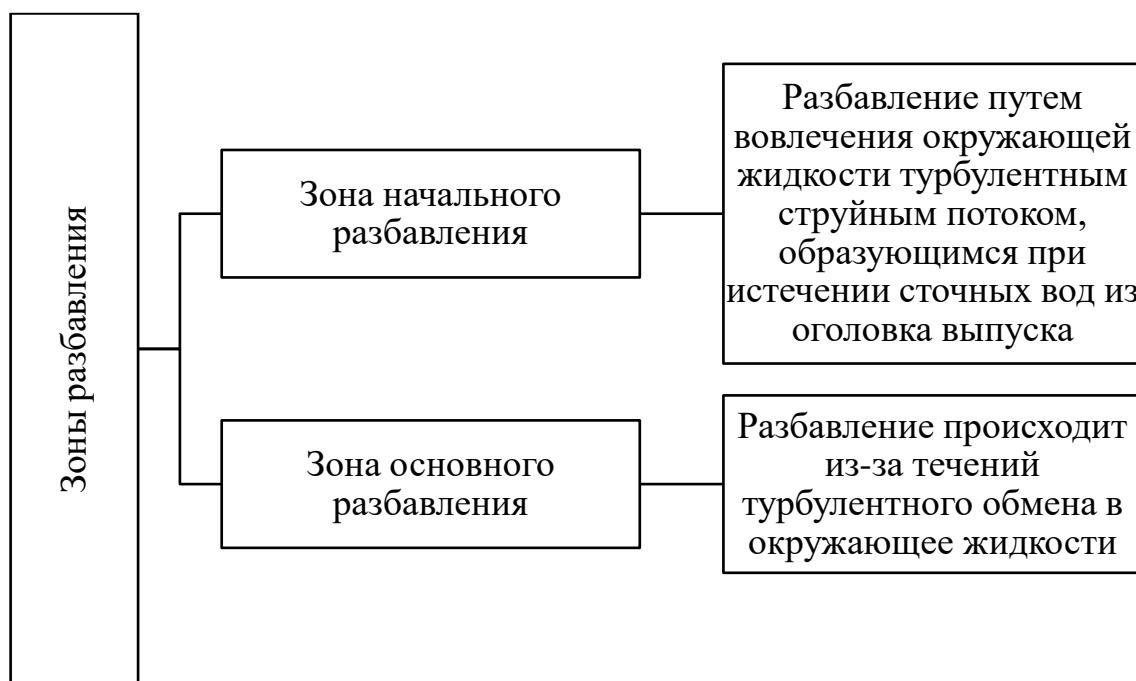 Зоны разбавления
Зона начального
разбавления
Разбавление путем
вовлечения окружающей
жидкости турбулентным
струйным потоком,
образующимся при
истечении сточных вод из
оголовка выпуска
Зона основного
разбавления
Разбавление происходит
из-за течений
турбулентного обмена в
окружающее жидкости